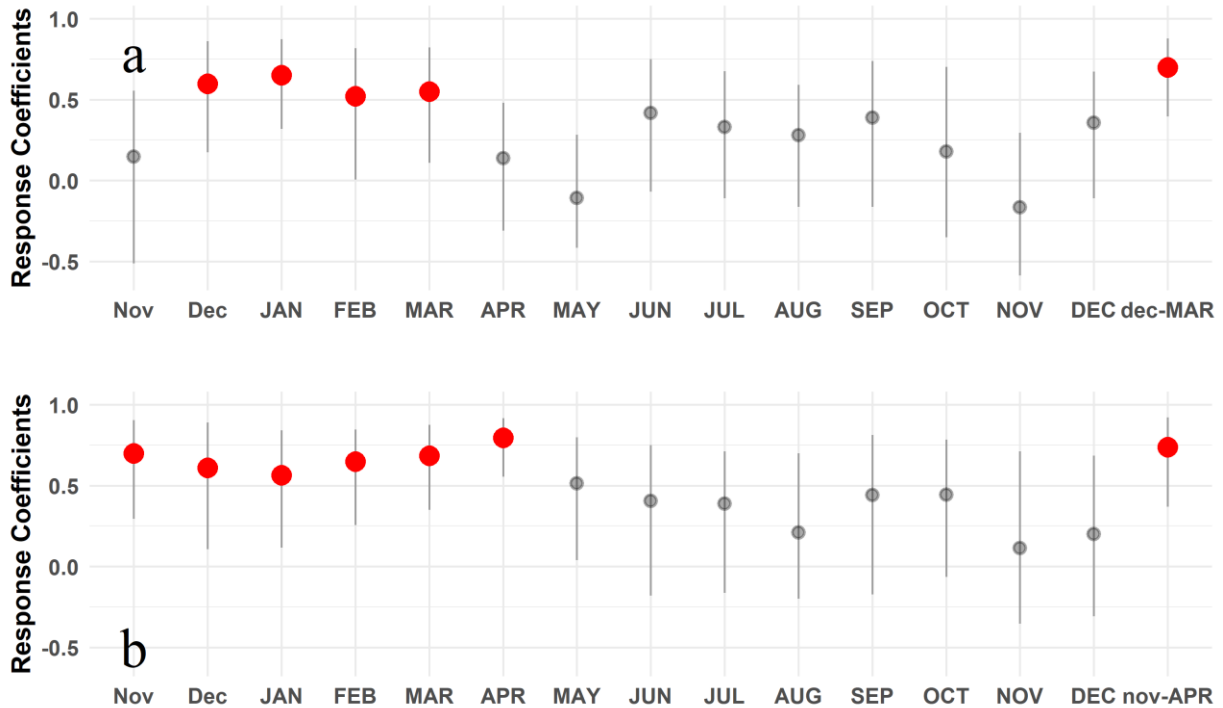 Response Coefficients
a
1.0
0.5
0.0
-0.5
Nov Dec JAN FEB MAR APR MAY JUN JUL AUG SEP OCT NOV DEC dec-MAR
Response Coefficients
1.0
0.5
0.0
-0.5
b
Nov Dec JAN FEB MAR APR MAY JUN JUL AUG SEP OCT NOV DEC nov-APR